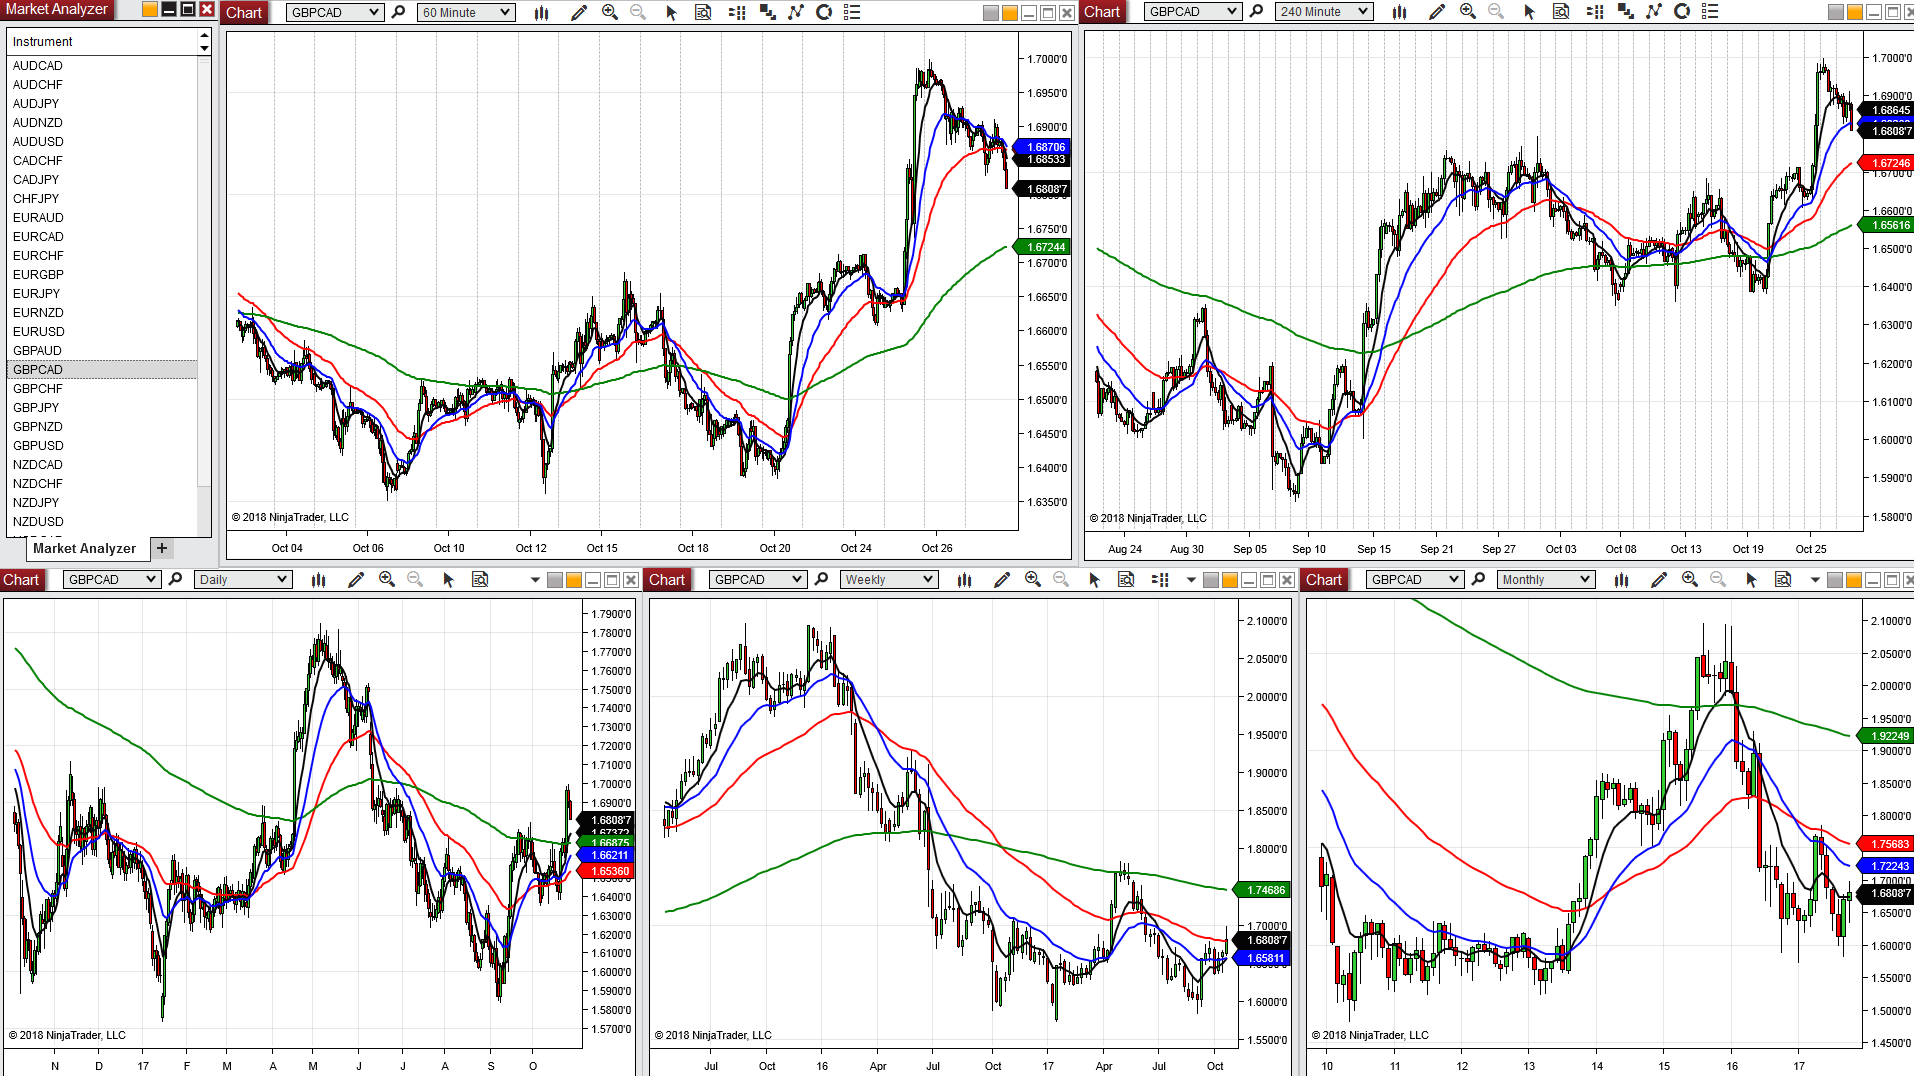 Market Analyzer
Instrument
AUDCAD
AUDCHF
AUDJPY
AUDNZD
AUDUSD
CADCHF
CADJPY
CHFJPY
EURAUD
EURCAD
EURCHF
EURGBP
EURJPY
EURNZD
EURUSD
GBPAUD
GBPCAD
GBPCHF
GBPJPY
GBPNZD
GBPUSD
NZDCAD
NZDCHF
NZDJPY
NZDUSD
Market Analyzer +
Chart GBPCAD 60 Minute
1.7000'0
1.6950'0
1.6900'0
1.68706
1.68533
1.6808'7
1.6750'0
1.67244
1.6700'0
1.6650'0
1.6600'0
1.6550'0
1.6500'0
1.6450'0
1.6400'0
1.6350'0
© 2018 NinjaTrader, LLC
Oct 04 Oct 06 Oct 10 Oct 12 Oct 15 Oct 18 Oct 20 Oct 24 Oct 26
Chart GBPCAD 240 Minute
1.7000'0
1.6900'0
1.68645
1.6808'7
1.67246
1.6700'0
1.6600'0
1.65616
1.6500'0
1.6400'0
1.6300'0
1.6200'0
1.6100'0
1.6000'0
1.5900'0
1.5800'0
© 2018 NinjaTrader, LLC
Aug 24 Aug 30 Sep 05 Sep 10 Sep 15 Sep 21 Sep 27 Oct 03 Oct 08 Oct 13 Oct 19 Oct 25
Chart GBPCAD Daily
1.7900'0
1.7800'0
1.7700'0
1.7600'0
1.7500'0
1.7400'0
1.7300'0
1.7200'0
1.7100'0
1.7000'0
1.6900'0
1.6808'7
1.67372
1.66875
1.66211
1.65360
1.6400'0
1.6300'0
1.6200'0
1.6100'0
1.6000'0
1.5900'0
1.5800'0
1.5700'0
© 2018 NinjaTrader, LLC
N D 17 F M A M J J A S O
Chart GBPCAD Weekly
2.1000'0
2.0500'0
2.0000'0
1.9500'0
1.9000'0
1.8500'0
1.8000'0
1.74686
1.7000'0
1.6808'7
1.65811
1.6000'0
1.5500'0
© 2018 NinjaTrader, LLC
Jul Oct 16 Apr Jul Oct 17 Apr Jul Oct
Chart GBPCAD Monthly
2.1000'0
2.0500'0
2.0000'0
1.9500'0
1.92249
1.9000'0
1.8500'0
1.8000'0
1.75683
1.72243
1.7000'0
1.6808'7
1.6500'0
1.6000'0
1.5500'0
1.5000'0
1.4500'0
© 2018 NinjaTrader, LLC
10 11 12 13 14 15 16 17